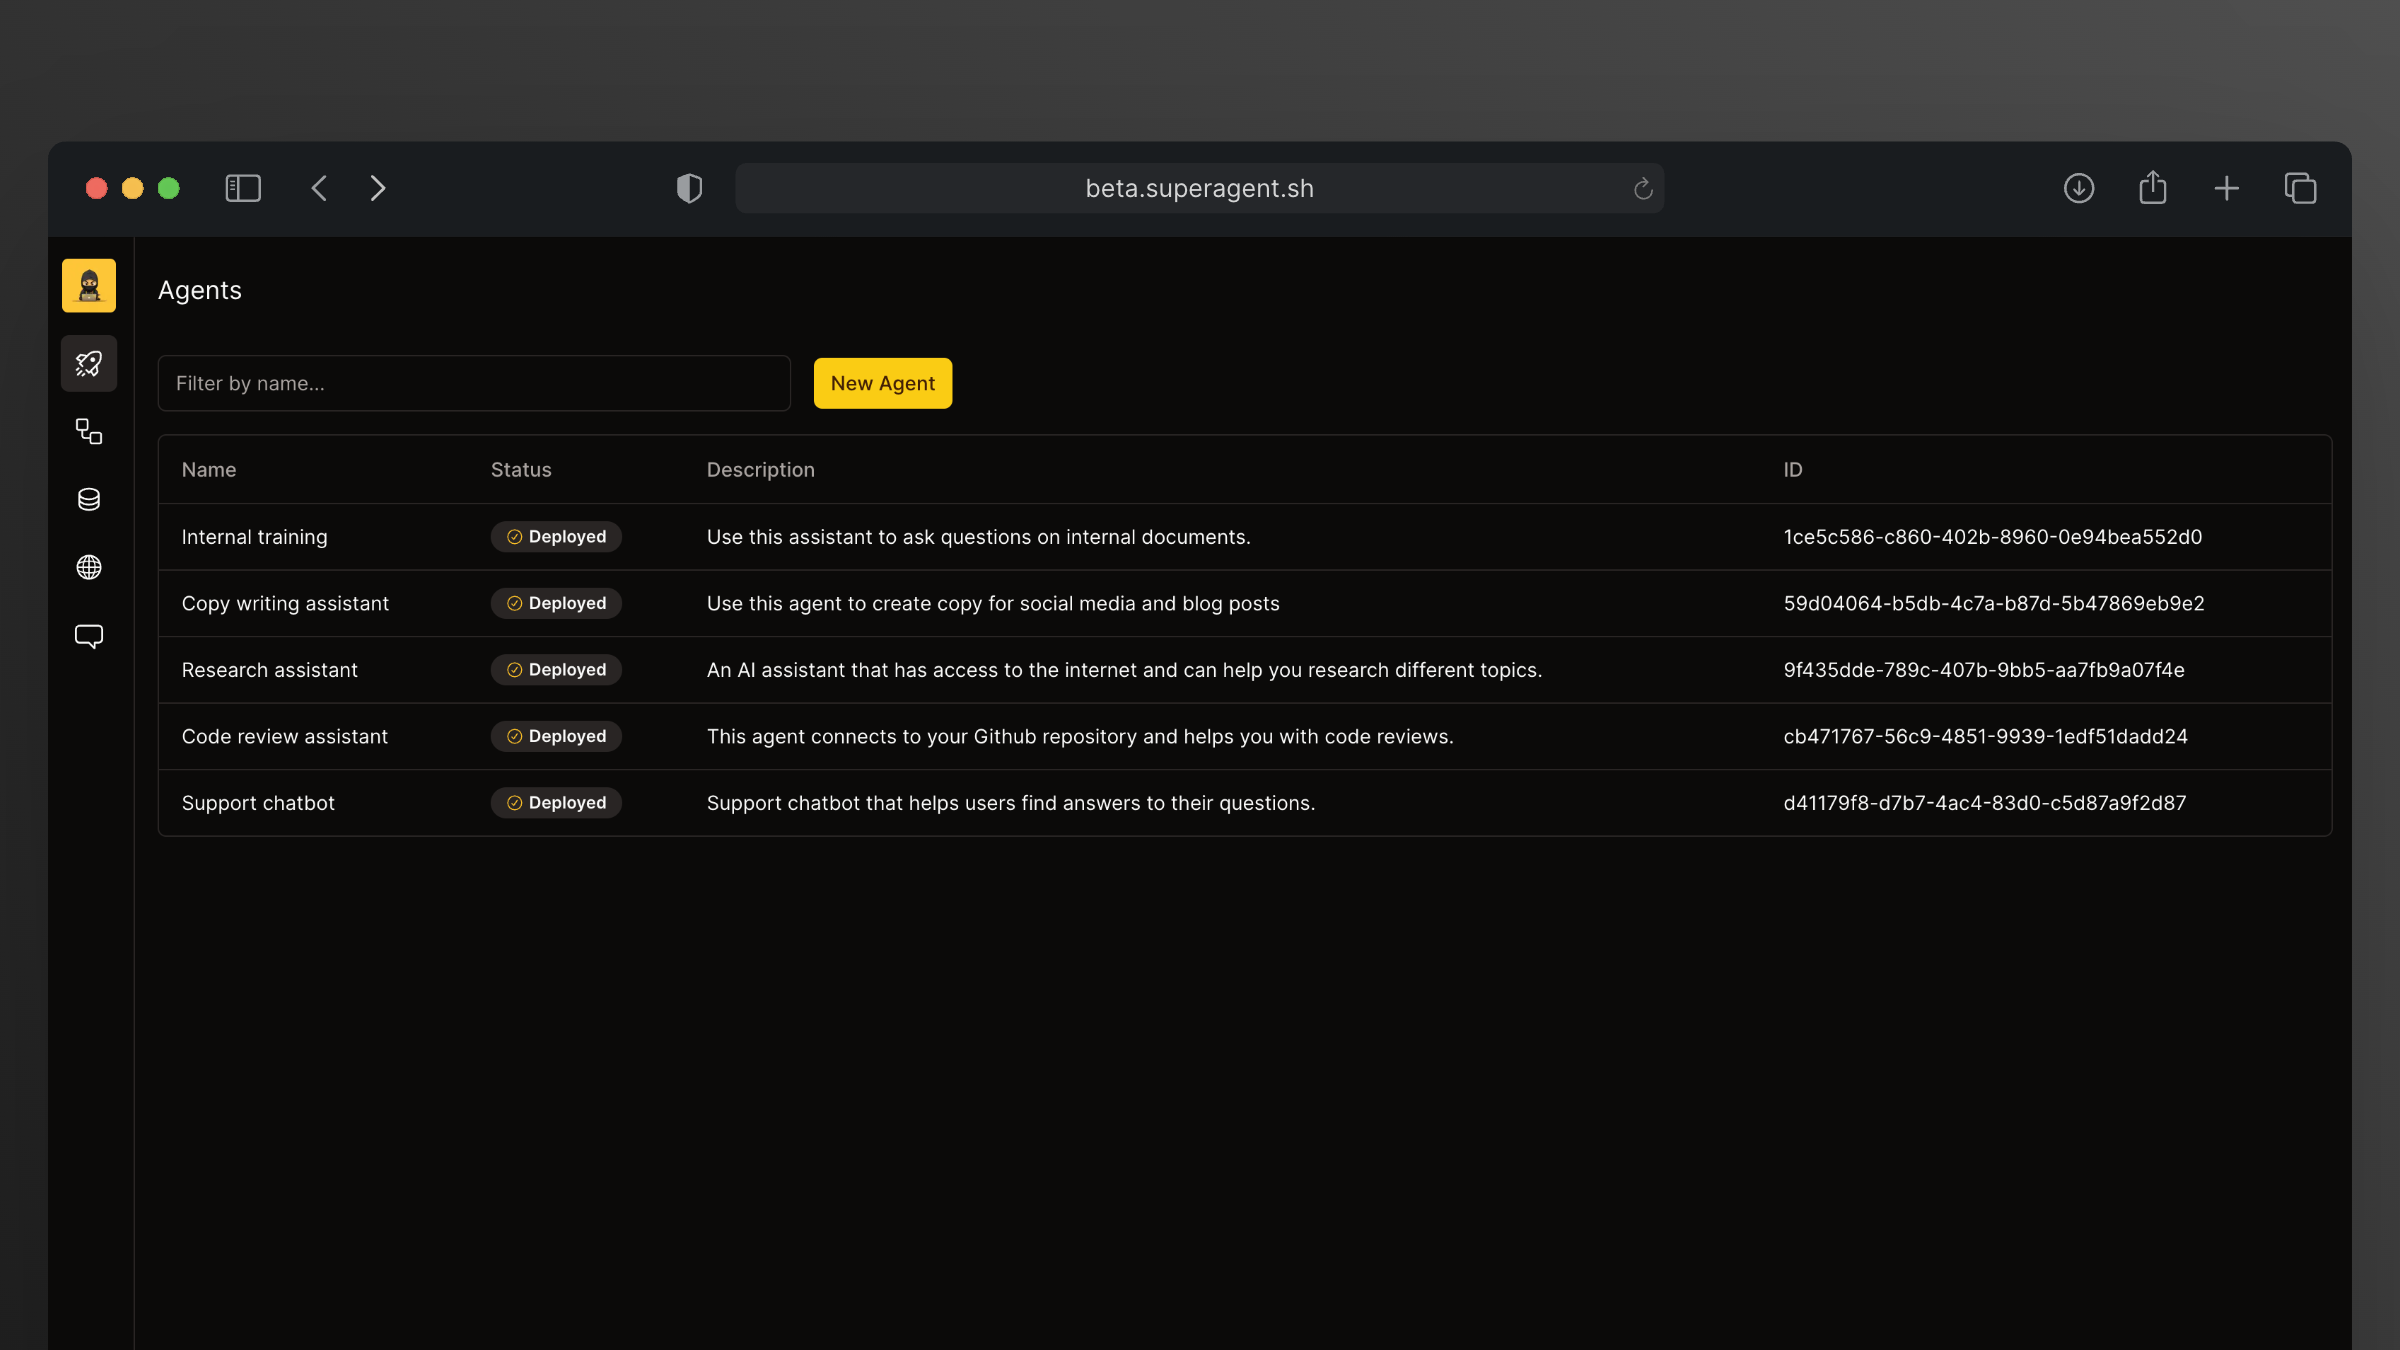 beta.superagent.sh
Agents
Filter by name...
New Agent
Name Status Description ID
Internal training Deployed Use this assistant to ask questions on internal documents. 1ce5c586-c860-402b-8960-0e94bea552d0
Copy writing assistant Deployed Use this agent to create copy for social media and blog posts 59d04064-b5db-4c7a-b87d-5b47869eb9e2
Research assistant Deployed An AI assistant that has access to the internet and can help you research different topics. 9f435dde-789c-407b-9bb5-aa7fb9a07f4e
Code review assistant Deployed This agent connects to your Github repository and helps you with code reviews. cb471767-56c9-4851-9939-1edf51dadd24
Support chatbot Deployed Support chatbot that helps users find answers to their questions. d41179f8-d7b7-4ac4-83d0-c5d87a9f2d87